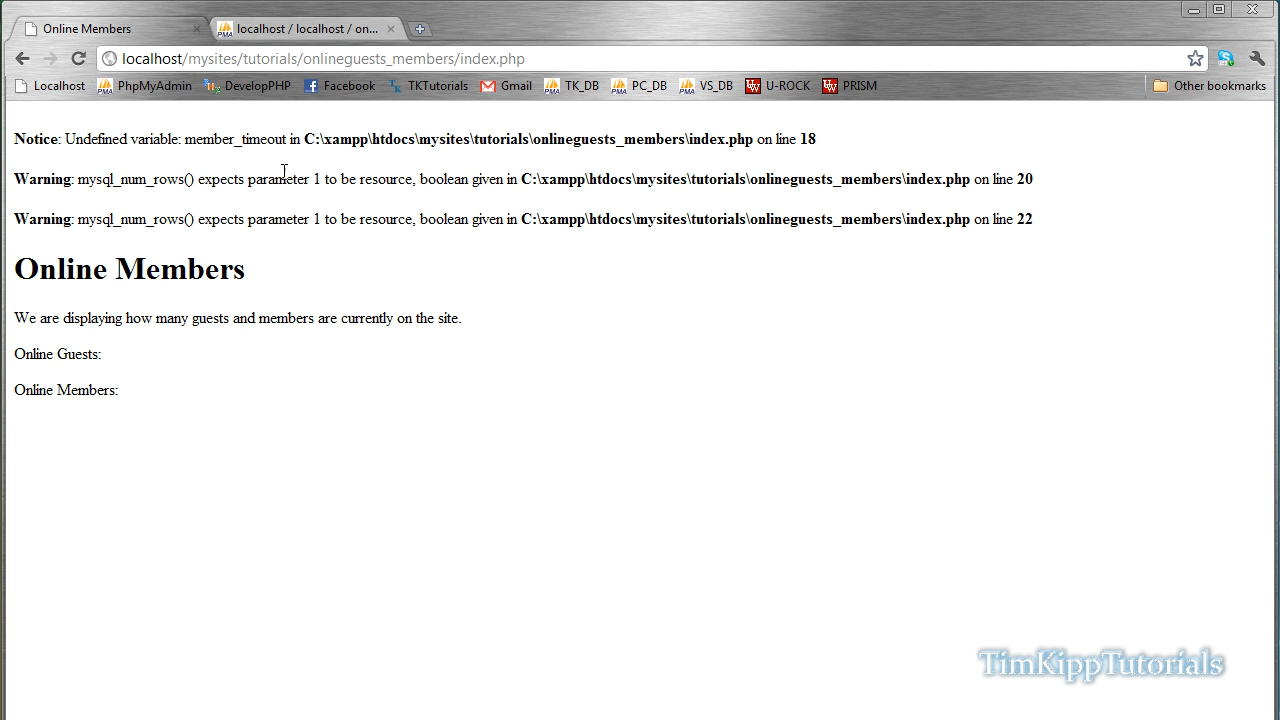 Online Members
localhost / localhost / on...
localhost/mysites/tutorials/onlineguests_members/index.php
Localhost PhpMyAdmin DevelopPHP Facebook TKTutorials Gmail TK_DB PC_DB VS_DB U-ROCK PRISM Other bookmarks
Notice: Undefined variable: member_timeout in C:\xampp\htdocs\mysites\tutorials\onlineguests_members\index.php on line 18
Warning: mysql_num_rows() expects parameter 1 to be resource, boolean given in C:\xampp\htdocs\mysites\tutorials\onlineguests_members\index.php on line 20
Warning: mysql_num_rows() expects parameter 1 to be resource, boolean given in C:\xampp\htdocs\mysites\tutorials\onlineguests_members\index.php on line 22
Online Members
We are displaying how many guests and members are currently on the site.
Online Guests:
Online Members:
TimKippTutorials